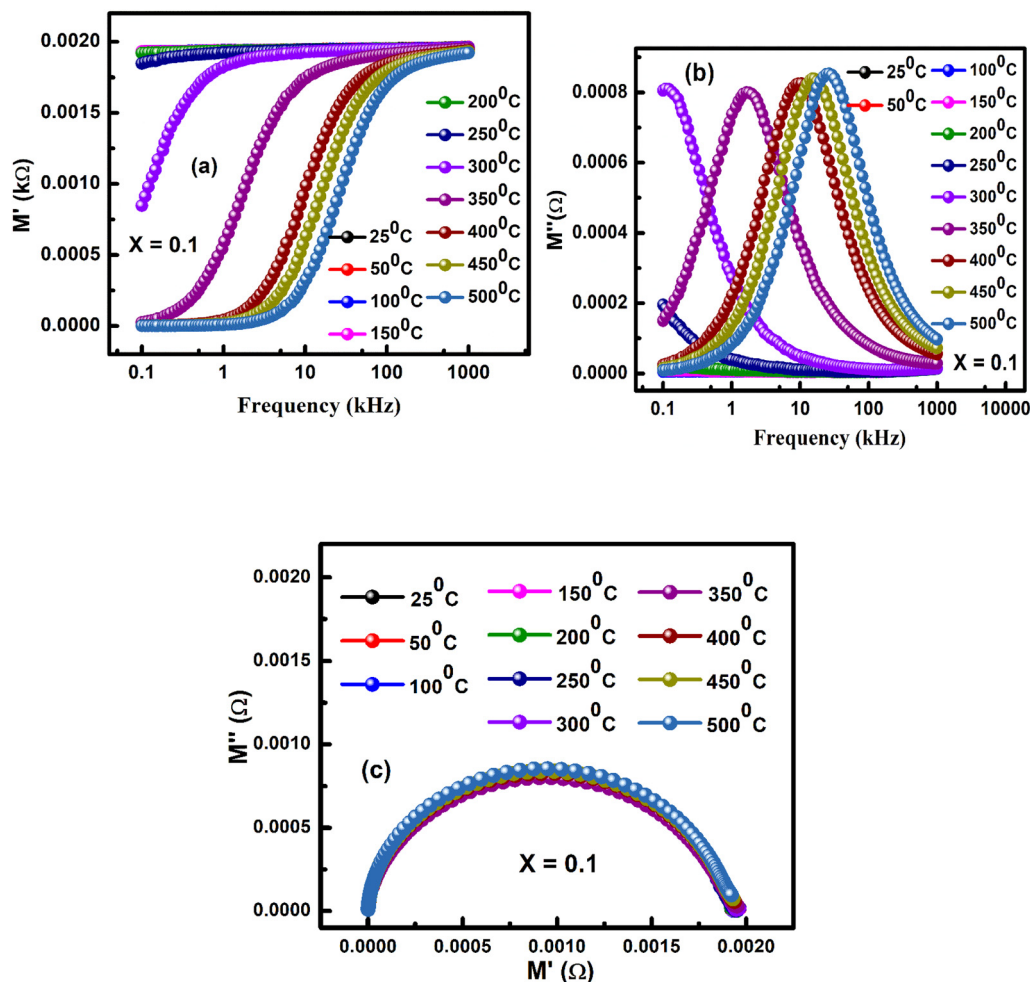 M' (kΩ)
0.0020
0.0015
0.0010
0.0005
0.0000
(a)
X = 0.1
200⁰C
250⁰C
300⁰C
350⁰C
400⁰C
450⁰C
500⁰C
25⁰C
50⁰C
100⁰C
150⁰C
0.1 1 10 100 1000
Frequency (kHz)
M''(Ω)
0.0008
0.0006
0.0004
0.0002
0.0000
(b)
25⁰C
50⁰C
100⁰C
150⁰C
200⁰C
250⁰C
300⁰C
350⁰C
400⁰C
450⁰C
500⁰C
X = 0.1
0.1 1 10 100 1000 10000
Frequency (kHz)
M'' (Ω)
0.0020
0.0015
0.0010
0.0005
0.0000
25⁰C
50⁰C
100⁰C
150⁰C
200⁰C
250⁰C
300⁰C
350⁰C
400⁰C
450⁰C
500⁰C
(c)
X = 0.1
0.0000 0.0005 0.0010 0.0015 0.0020
M' (Ω)